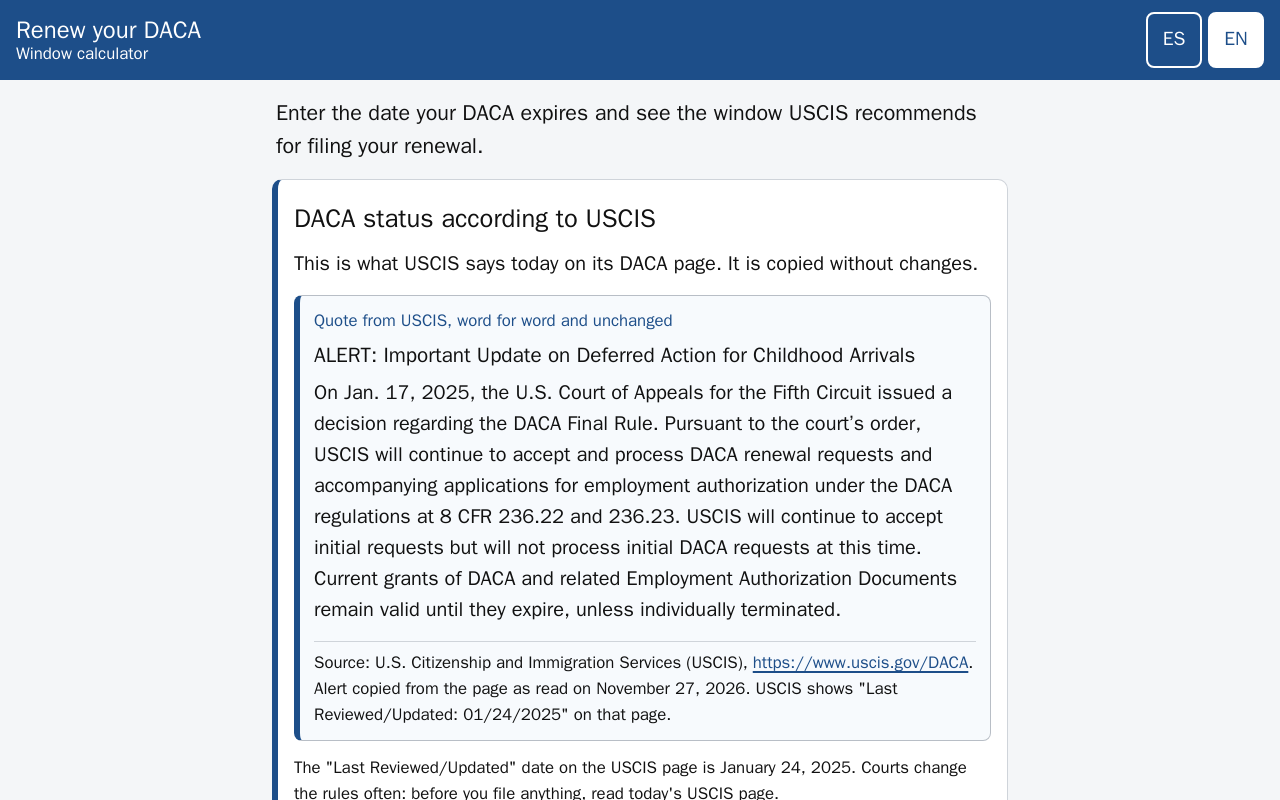 Renew your DACA
Window calculator
ES
EN
Enter the date your DACA expires and see the window USCIS recommends
for filing your renewal.
DACA status according to USCIS
This is what USCIS says today on its DACA page. It is copied without changes.
Quote from USCIS, word for word and unchanged
ALERT: Important Update on Deferred Action for Childhood Arrivals
On Jan. 17, 2025, the U.S. Court of Appeals for the Fifth Circuit issued a
decision regarding the DACA Final Rule. Pursuant to the court’s order,
USCIS will continue to accept and process DACA renewal requests and
accompanying applications for employment authorization under the DACA
regulations at 8 CFR 236.22 and 236.23. USCIS will continue to accept
initial requests but will not process initial DACA requests at this time.
Current grants of DACA and related Employment Authorization Documents
remain valid until they expire, unless individually terminated.
Source: U.S. Citizenship and Immigration Services (USCIS), https://www.uscis.gov/DACA.
Alert copied from the page as read on November 27, 2026. USCIS shows "Last
Reviewed/Updated: 01/24/2025" on that page.
The "Last Reviewed/Updated" date on the USCIS page is January 24, 2025. Courts change
the rules often: before you file anything, read today's USCIS page.